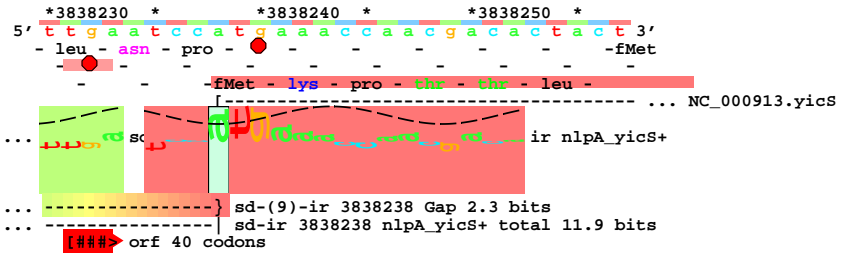 *3838230 * *3838240 * *3838250 *
5' t t g a a t c c a t g a a a c c a a c g a c a c t a c t 3'
- leu - asn - pro - - - - - - - -fMet
- - - - - - - - -
- - -fMet - lys - pro - thr - thr - leu -
[-------------------------------------- ... NC_000913.yicS
... sd ir nlpA_yicS+
... ----------------} sd-(9)-ir 3838238 Gap 2.3 bits
... ----------------| sd-ir 3838238 nlpA_yicS+ total 11.9 bits
[###> orf 40 codons